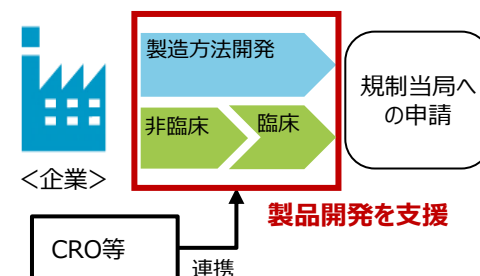 製造方法開発
非臨床
臨床
規制当局へ
の申請
<企業>
製品開発を支援
CRO等
連携